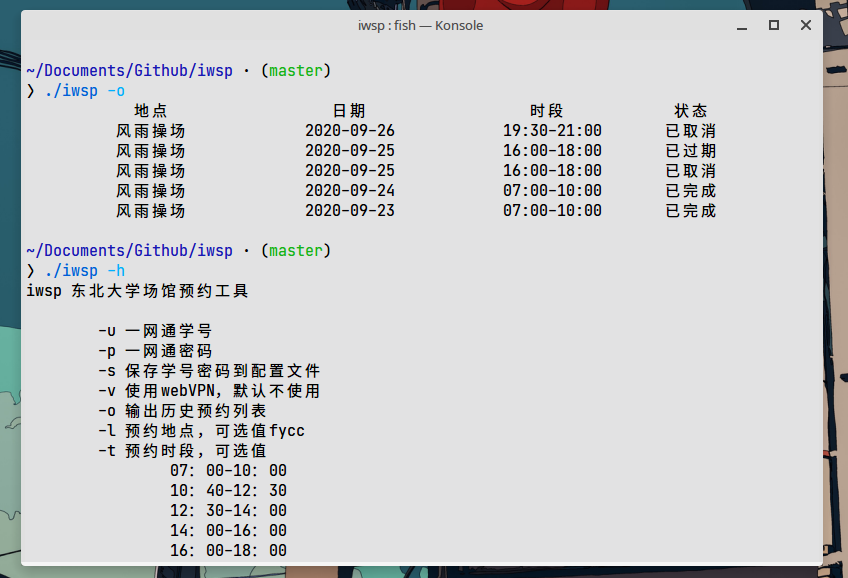 iwsp : fish — Konsole
~/Documents/Github/iwsp · (master)
❯ ./iwsp -o
地点 日期 时段 状态
风雨操场 2020-09-26 19:30-21:00 已取消
风雨操场 2020-09-25 16:00-18:00 已过期
风雨操场 2020-09-25 16:00-18:00 已取消
风雨操场 2020-09-24 07:00-10:00 已完成
风雨操场 2020-09-23 07:00-10:00 已完成
~/Documents/Github/iwsp · (master)
❯ ./iwsp -h
iwsp 东北大学场馆预约工具
-u 一网通学号
-p 一网通密码
-s 保存学号密码到配置文件
-v 使用webVPN，默认不使用
-o 输出历史预约列表
-l 预约地点，可选值fycc
-t 预约时段，可选值
07：00-10：00
10：40-12：30
12：30-14：00
14：00-16：00
16：00-18：00